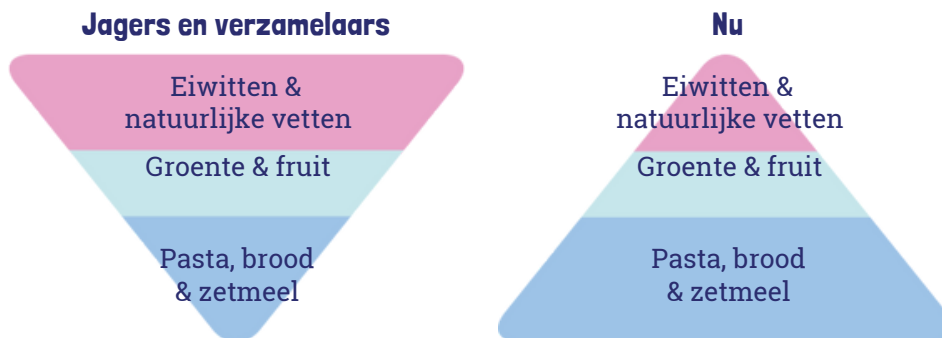 Jagers en verzamelaars
Eiwitten &
natuurlijke vetten
Groente & fruit
Pasta, brood
& zetmeel
Nu
Eiwitten &
natuurlijke vetten
Groente & fruit
Pasta, brood
& zetmeel